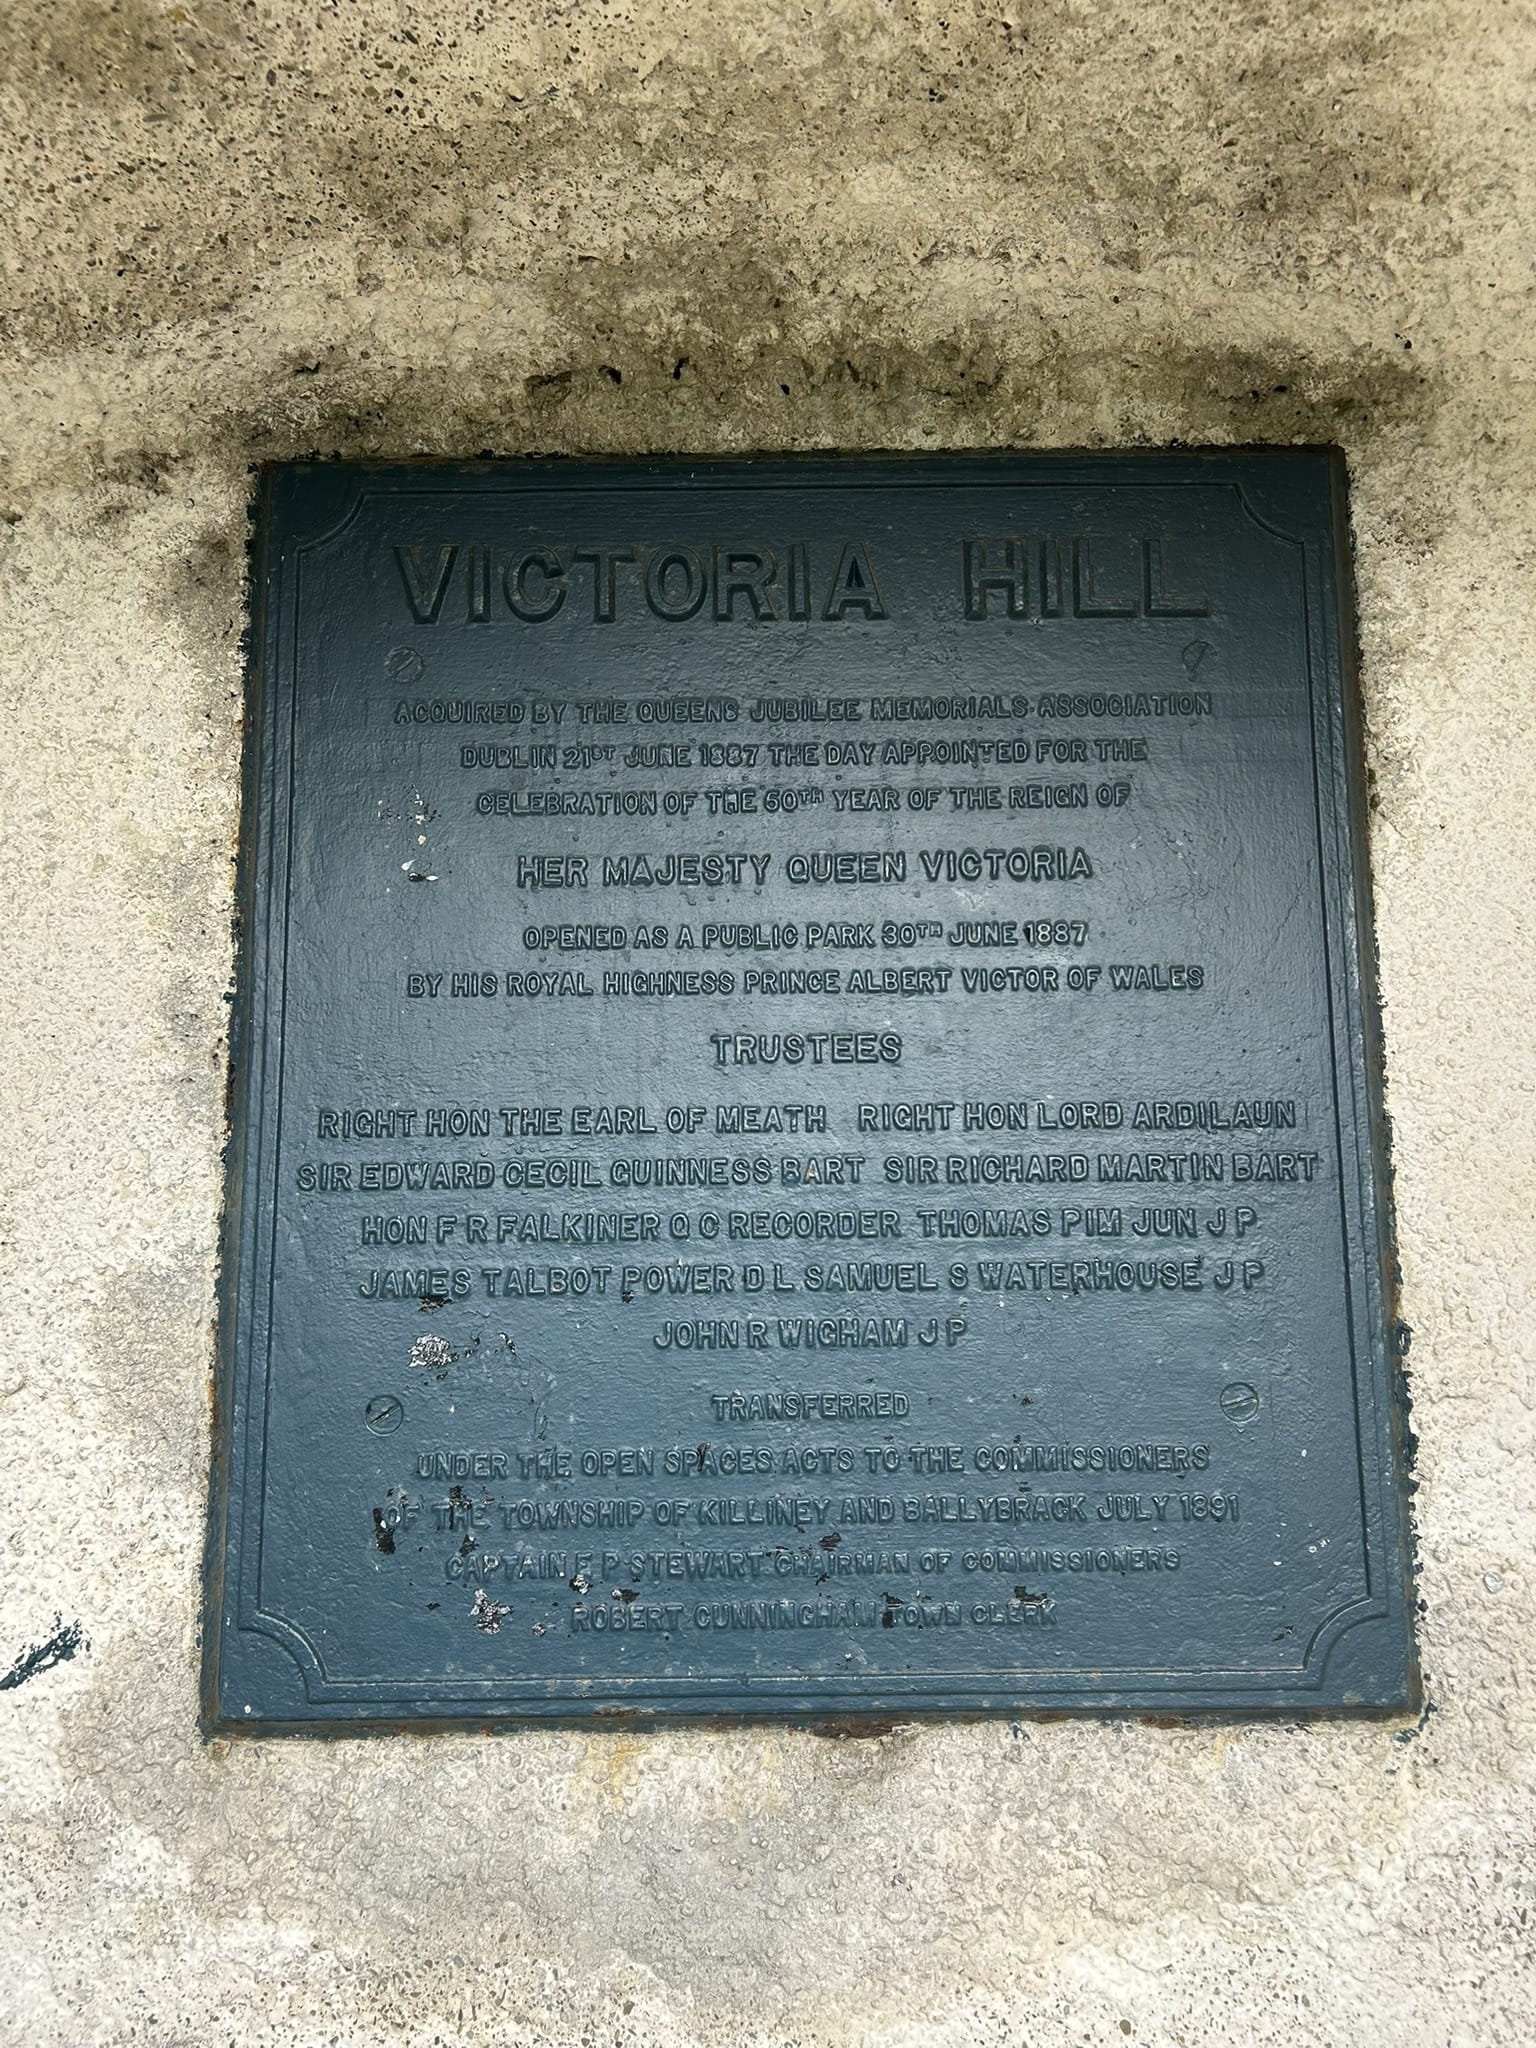 VICTORIA HILL
ACQUIRED BY THE QUEENS JUBILEE MEMORIALS ASSOCIATION
DUBLIN 21ST JUNE 1887 THE DAY APPOINTED FOR THE
CELEBRATION OF THE 50TH YEAR OF THE REIGN OF
HER MAJESTY QUEEN VICTORIA
OPENED AS A PUBLIC PARK 30TH JUNE 1887
BY HIS ROYAL HIGHNESS PRINCE ALBERT VICTOR OF WALES
TRUSTEES
RIGHT HON THE EARL OF MEATH RIGHT HON LORD ARDILAUN
SIR EDWARD CECIL GUINNESS BART SIR RICHARD MARTIN BART
HON F R FALKINER Q C RECORDER THOMAS PIM JUN J P
JAMES TALBOT POWER D L SAMUEL S WATERHOUSE J P
JOHN R WIGHAM J P
TRANSFERRED
UNDER THE OPEN SPACES ACTS TO THE COMMISSIONERS
OF THE TOWNSHIP OF KILLINEY AND BALLYBRACK JULY 1891
CAPTAIN E P STEWART CHAIRMAN OF COMMISSIONERS
ROBERT CUNNINGHAM TOWN CLERK